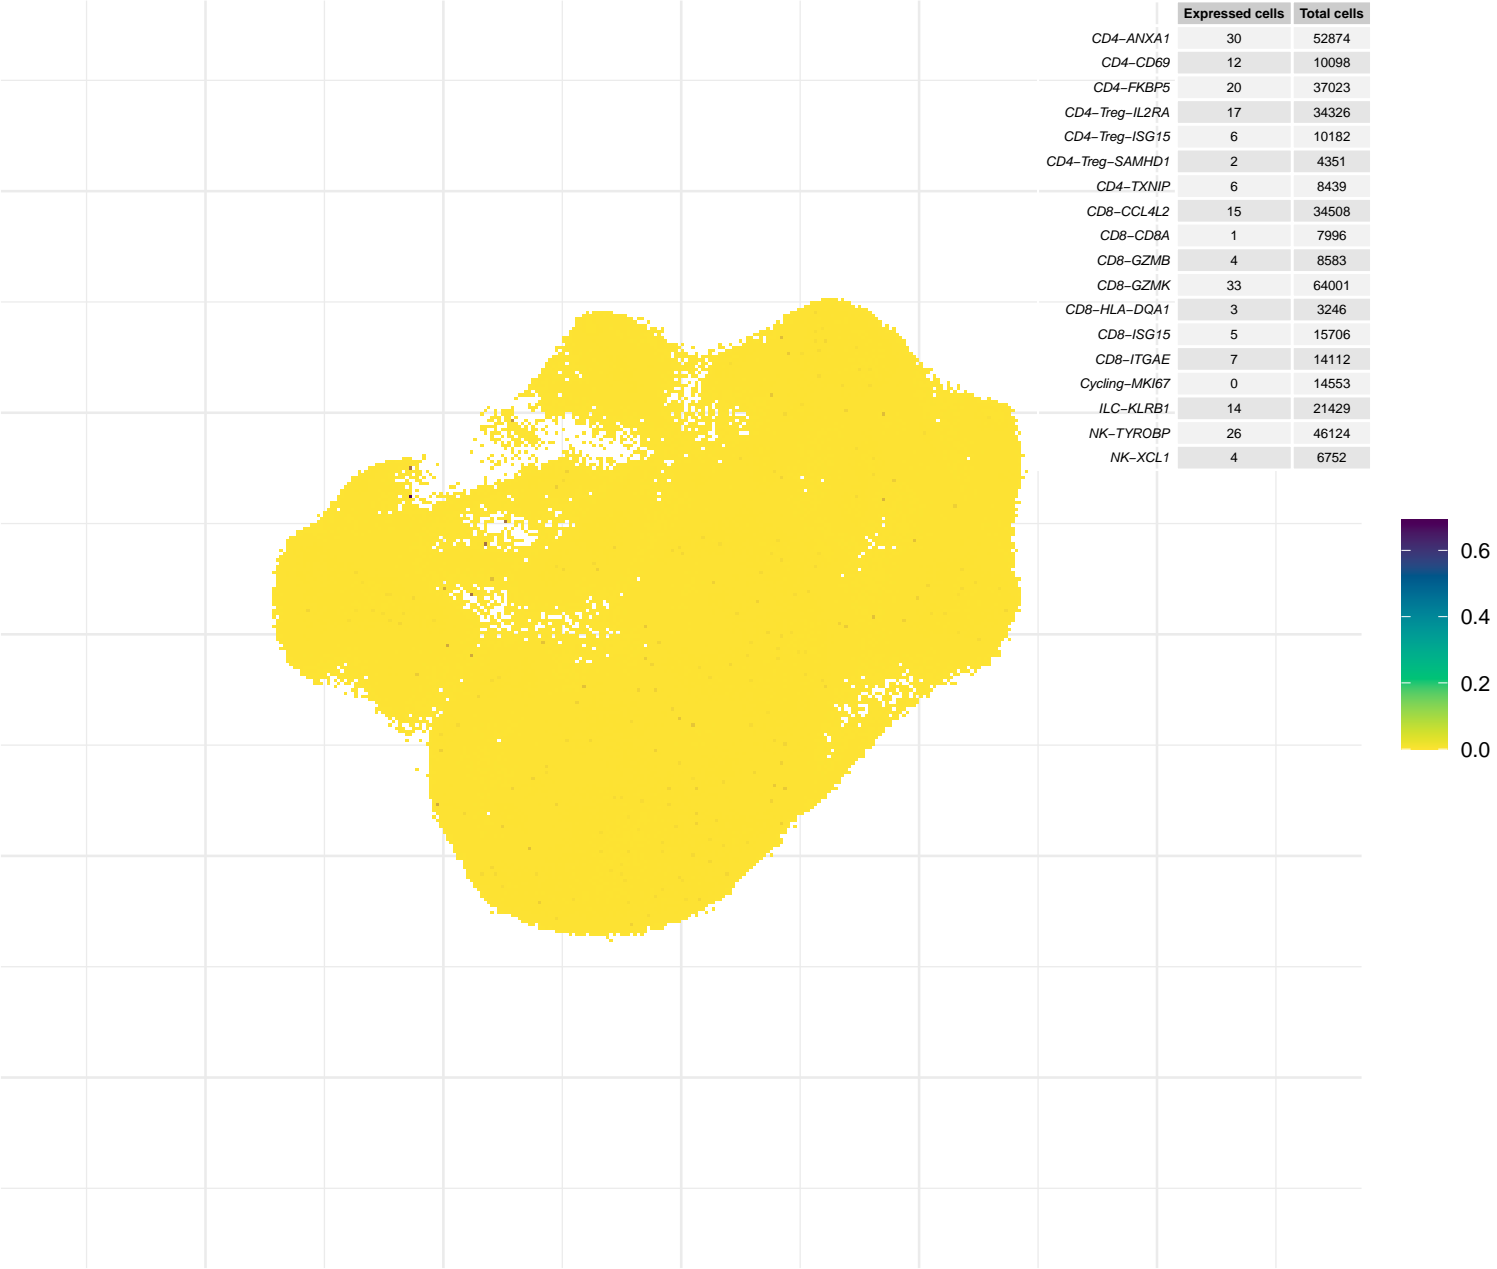 Expressed cells Total cells
CD4−ANXA1 30 52874
CD4−CD69 12 10098
CD4−FKBP5 20 37023
CD4−Treg−IL2RA 17 34326
CD4−Treg−ISG15 6 10182
CD4−Treg−SAMHD1 2 4351
CD4−TXNIP 6 8439
CD8−CCL4L2 15 34508
CD8−CD8A 1 7996
CD8−GZMB 4 8583
CD8−GZMK 33 64001
CD8−HLA−DQA1 3 3246
CD8−ISG15 5 15706
CD8−ITGAE 7 14112
Cycling−MKI67 0 14553
ILC−KLRB1 14 21429
NK−TYROBP 26 46124
NK−XCL1 4 6752
0.6
0.4
0.2
0.0